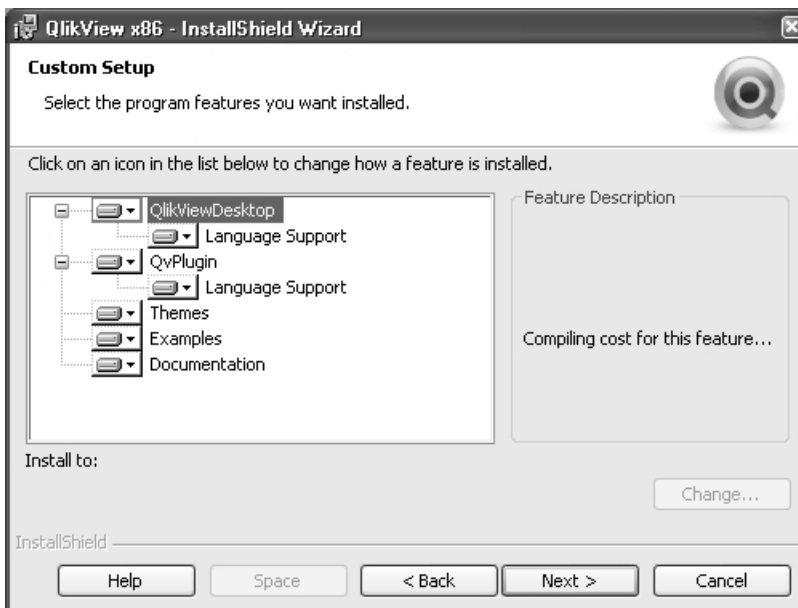 QlikView x86 - InstallShield Wizard
Custom Setup
Select the program features you want installed.
Click on an icon in the list below to change how a feature is installed.
QlikViewDesktop
Language Support
QvPlugin
Language Support
Themes
Examples
Documentation
Feature Description
Compiling cost for this feature...
Install to:
Change...
InstallShield
Help
Space
< Back
Next >
Cancel